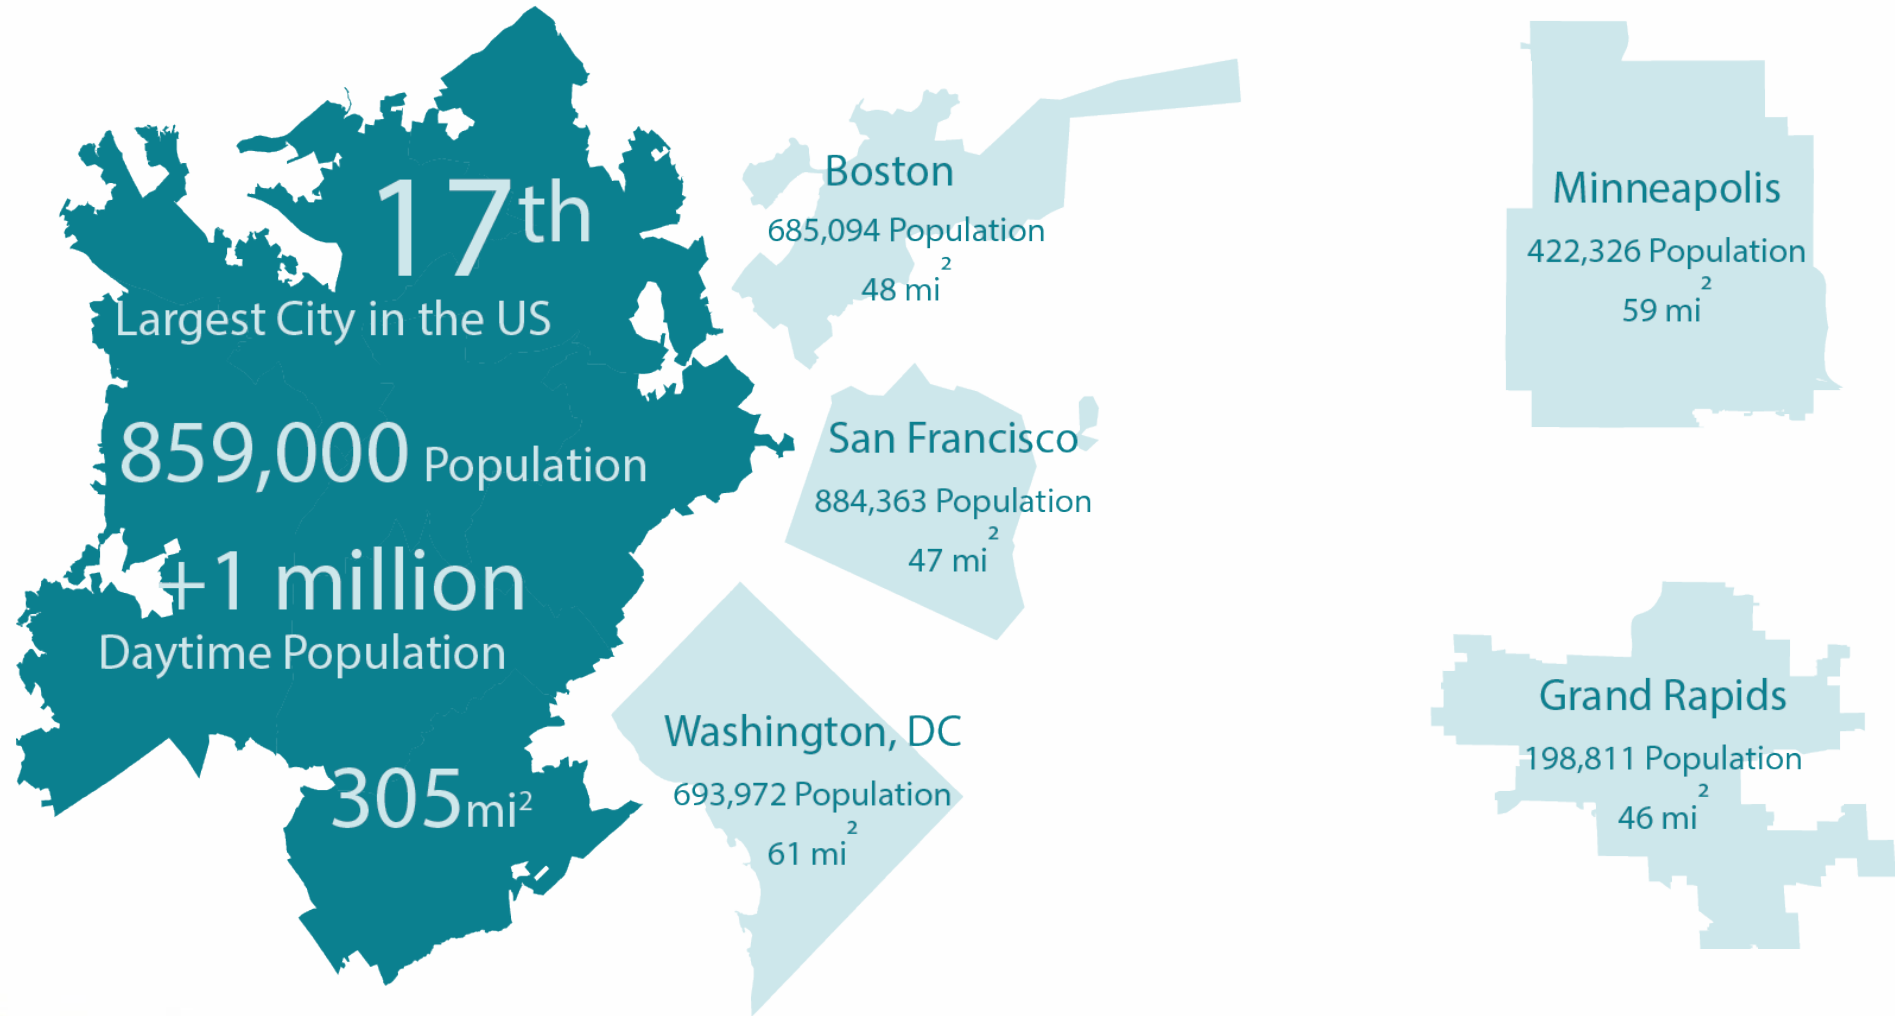 17th
Largest City in the US
859,000 Population
+1 million
Daytime Population
305mi²
Boston
685,094 Population
48 mi²
San Francisco
884,363 Population
47 mi²
Washington, DC
693,972 Population
61 mi²
Minneapolis
422,326 Population
59 mi²
Grand Rapids
198,811 Population
46 mi²